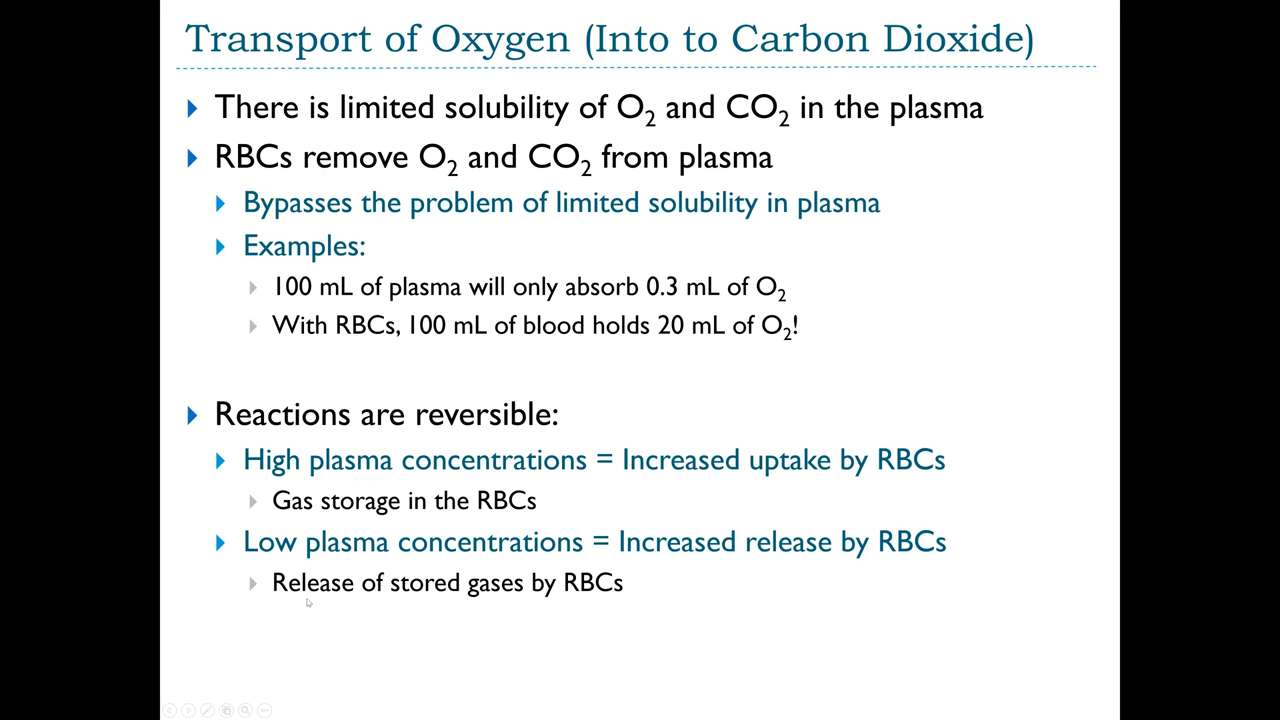 Transport of Oxygen (Into to Carbon Dioxide)
There is limited solubility of O2 and CO2 in the plasma
RBCs remove O2 and CO2 from plasma
Bypasses the problem of limited solubility in plasma
Examples:
100 mL of plasma will only absorb 0.3 mL of O2
With RBCs, 100 mL of blood holds 20 mL of O2!
Reactions are reversible:
High plasma concentrations = Increased uptake by RBCs
Gas storage in the RBCs
Low plasma concentrations = Increased release by RBCs
Release of stored gases by RBCs